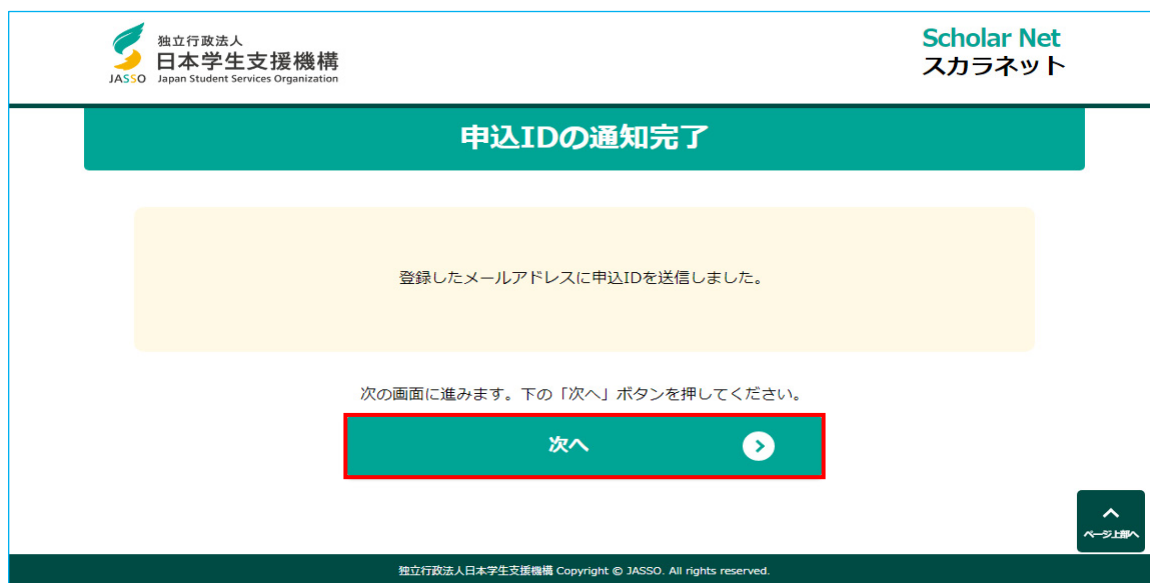 独立行政法人
日本学生支援機構
JASSO Japan Student Services Organization
Scholar Net
スカラネット
申込IDの通知完了
登録したメールアドレスに申込IDを送信しました。
次の画面に進みます。下の「次へ」ボタンを押してください。
次へ
ページ上部へ
独立行政法人日本学生支援機構 Copyright © JASSO. All rights reserved.